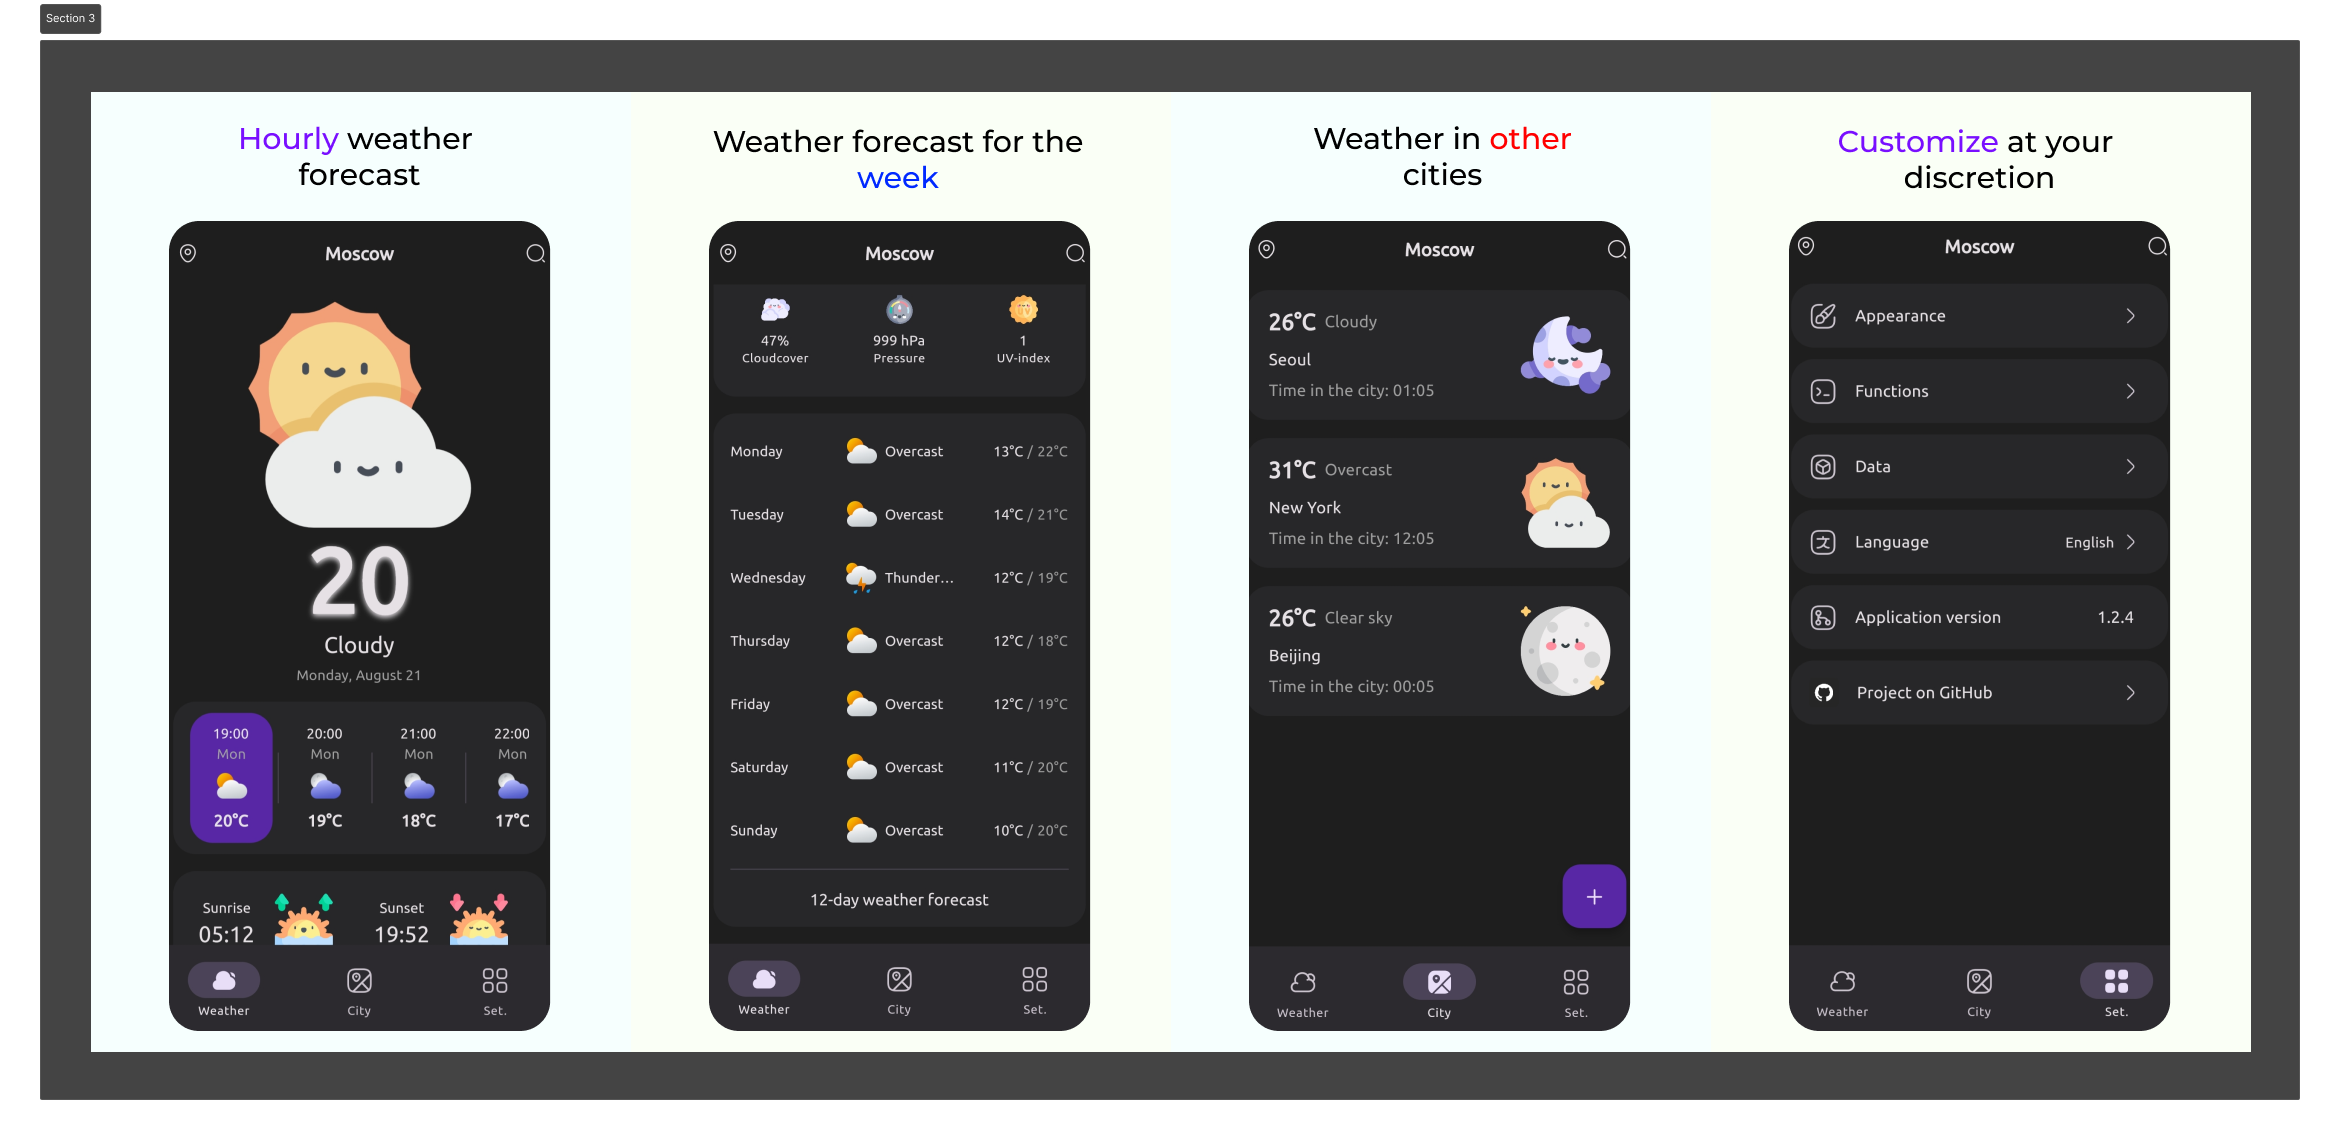 Section 3
Hourly weather
forecast
Moscow
20
Cloudy
Monday, August 21
19:00 20:00 21:00 22:00
Mon Mon Mon Mon
20°C 19°C 18°C 17°C
Sunrise Sunset
05:12 19:52
Weather City Set.
Weather forecast for the
week
Moscow
47% 999 hPa 1
Cloudcover Pressure UV-index
Monday Overcast 13°C / 22°C
Tuesday Overcast 14°C / 21°C
Wednesday Thunder... 12°C / 19°C
Thursday Overcast 12°C / 18°C
Friday Overcast 12°C / 19°C
Saturday Overcast 11°C / 20°C
Sunday Overcast 10°C / 20°C
12-day weather forecast
Weather City Set.
Weather in other
cities
Moscow
26°C Cloudy
Seoul
Time in the city: 01:05
31°C Overcast
New York
Time in the city: 12:05
26°C Clear sky
Beijing
Time in the city: 00:05
Weather City Set.
Customize at your
discretion
Moscow
Appearance
Functions
Data
Language English
Application version 1.2.4
Project on GitHub
Weather City Set.